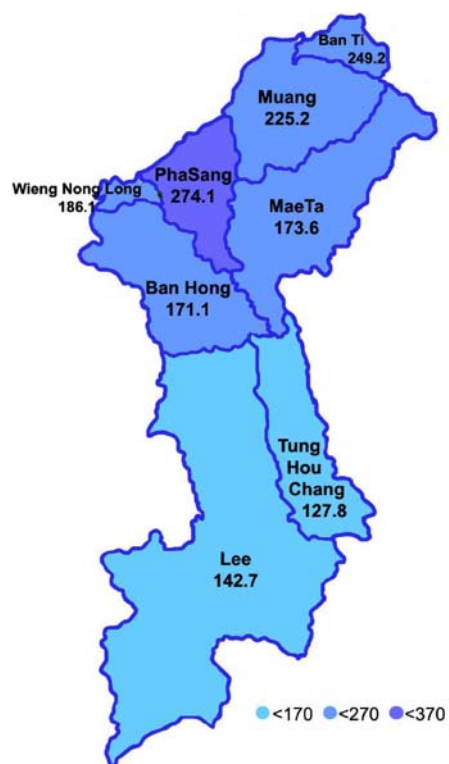 Ban Ti
249.2
Muang
225.2
PhaSang
274.1
Wieng Nong Long
186.1
MaeTa
173.6
Ban Hong
171.1
Tung
Hou
Chang
127.8
Lee
142.7
<170 <270 <370